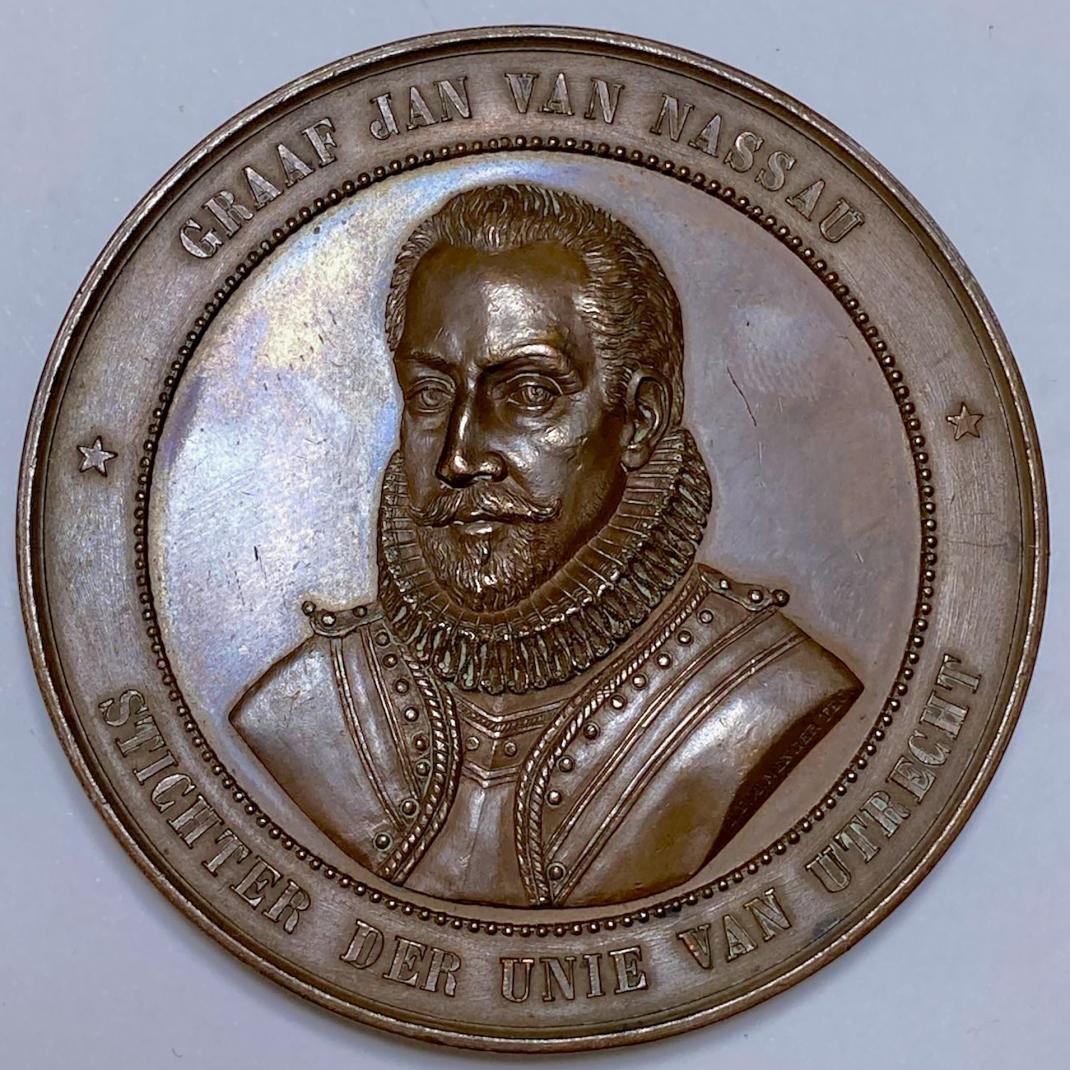 GRAAF JAN VAN NASSAU
STICHTER DER UNIE VAN UTRECHT